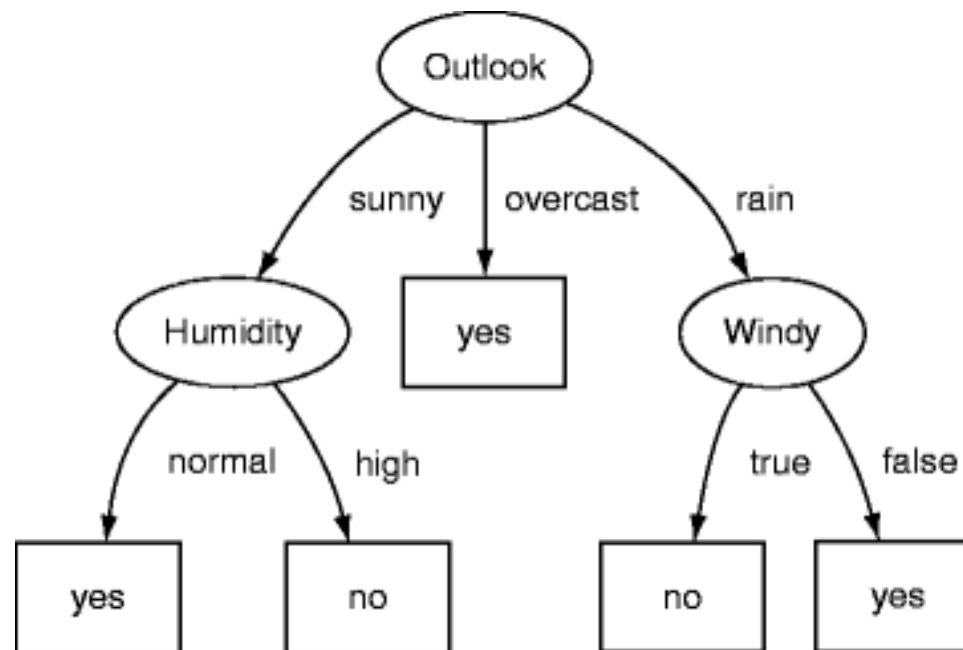 Outlook
sunny overcast rain
Humidity yes Windy
normal high true false
yes no no yes